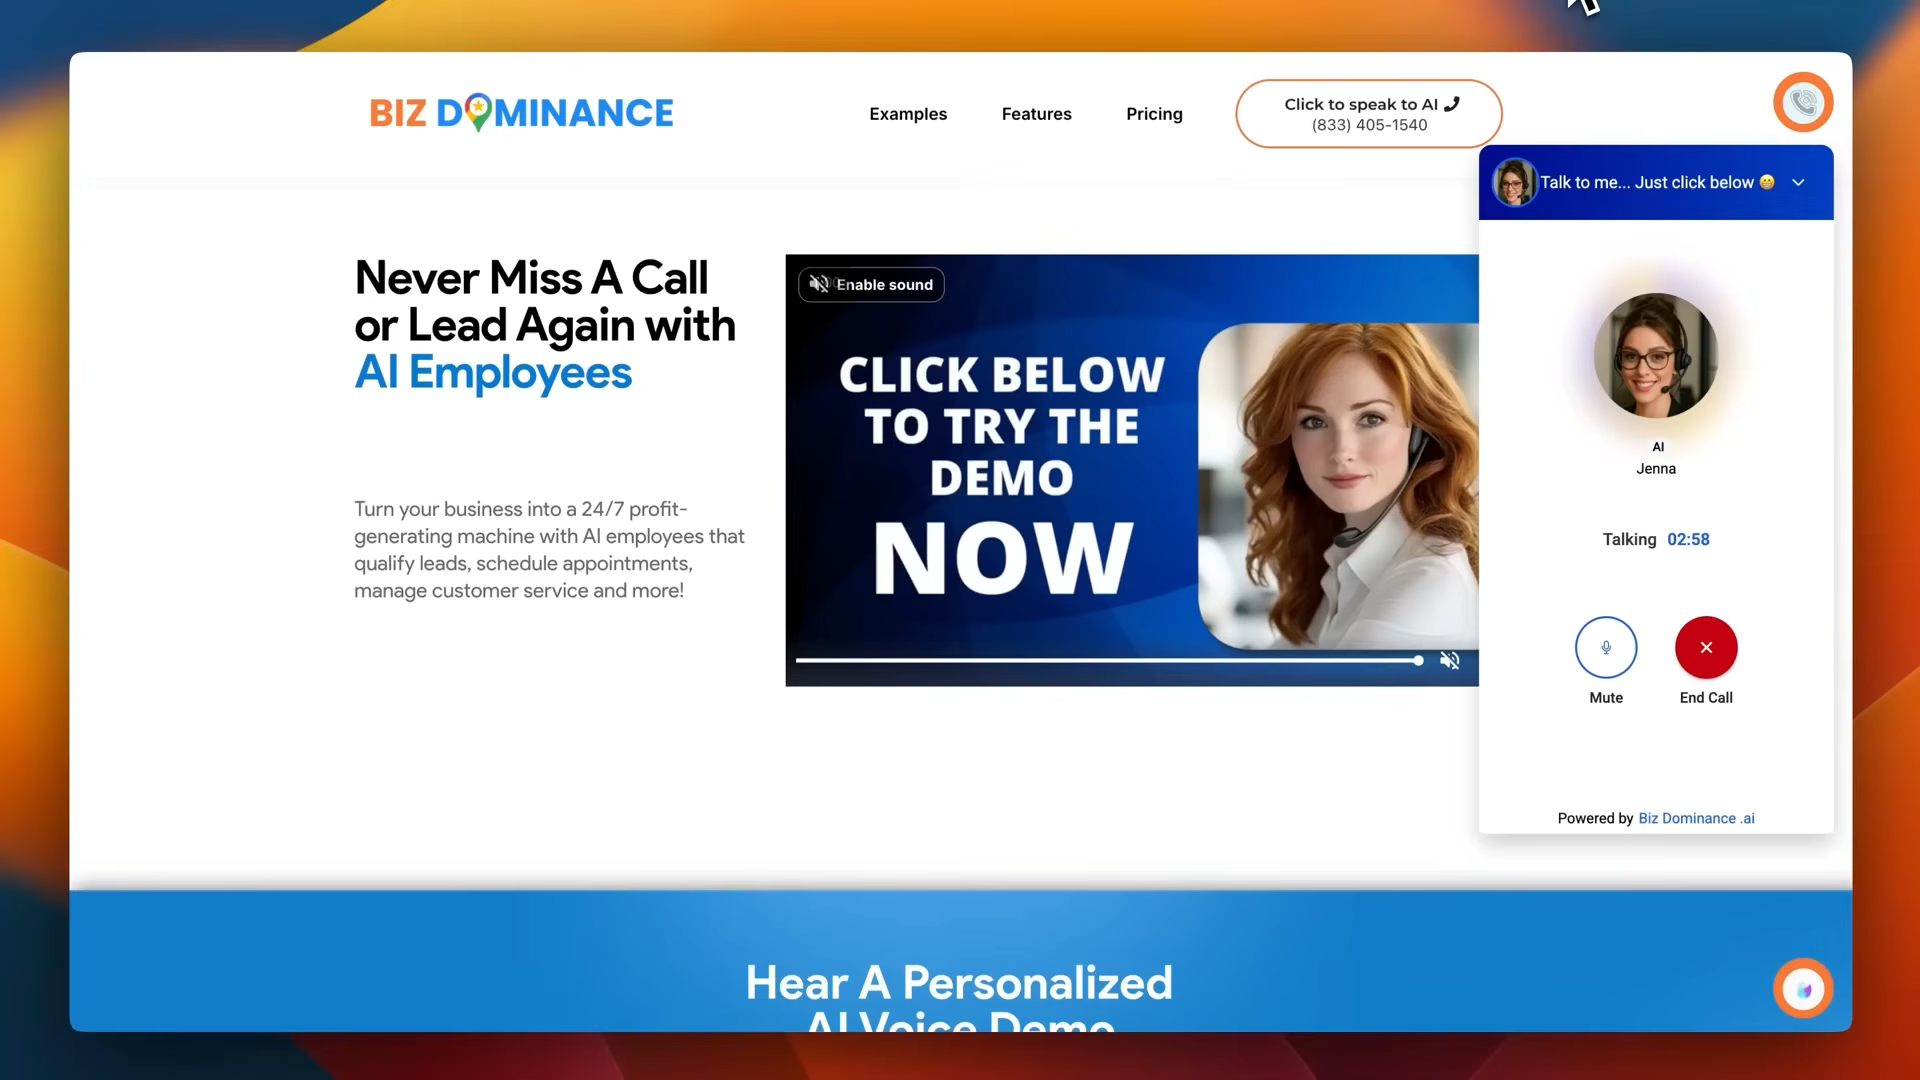 BIZ DOMINANCE
Examples
Features
Pricing
Click to speak to AI
(833) 405-1540
Talk to me... Just click below 😁
Never Miss A Call
or Lead Again with
AI Employees
Turn your business into a 24/7 profit-
generating machine with AI employees that
qualify leads, schedule appointments,
manage customer service and more!
Enable sound
CLICK BELOW
TO TRY THE
DEMO
NOW
AI
Jenna
Talking 02:58
Mute
End Call
Powered by Biz Dominance .ai
Hear A Personalized
AI Voice Demo